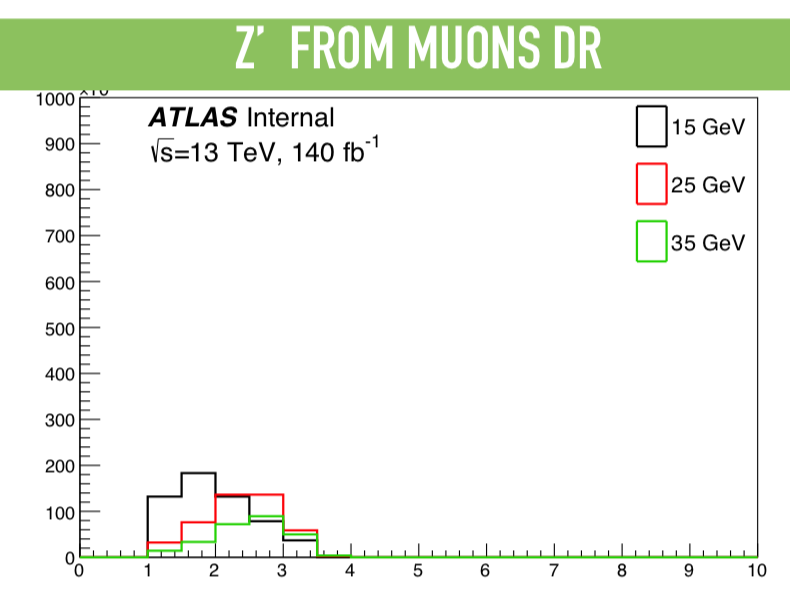 Z’ FROM MUONS DR
1000
ATLAS Internal
√s=13 TeV, 140 fb⁻¹
15 GeV
25 GeV
35 GeV
900
800
700
600
500
400
300
200
100
0
0 1 2 3 4 5 6 7 8 9 10